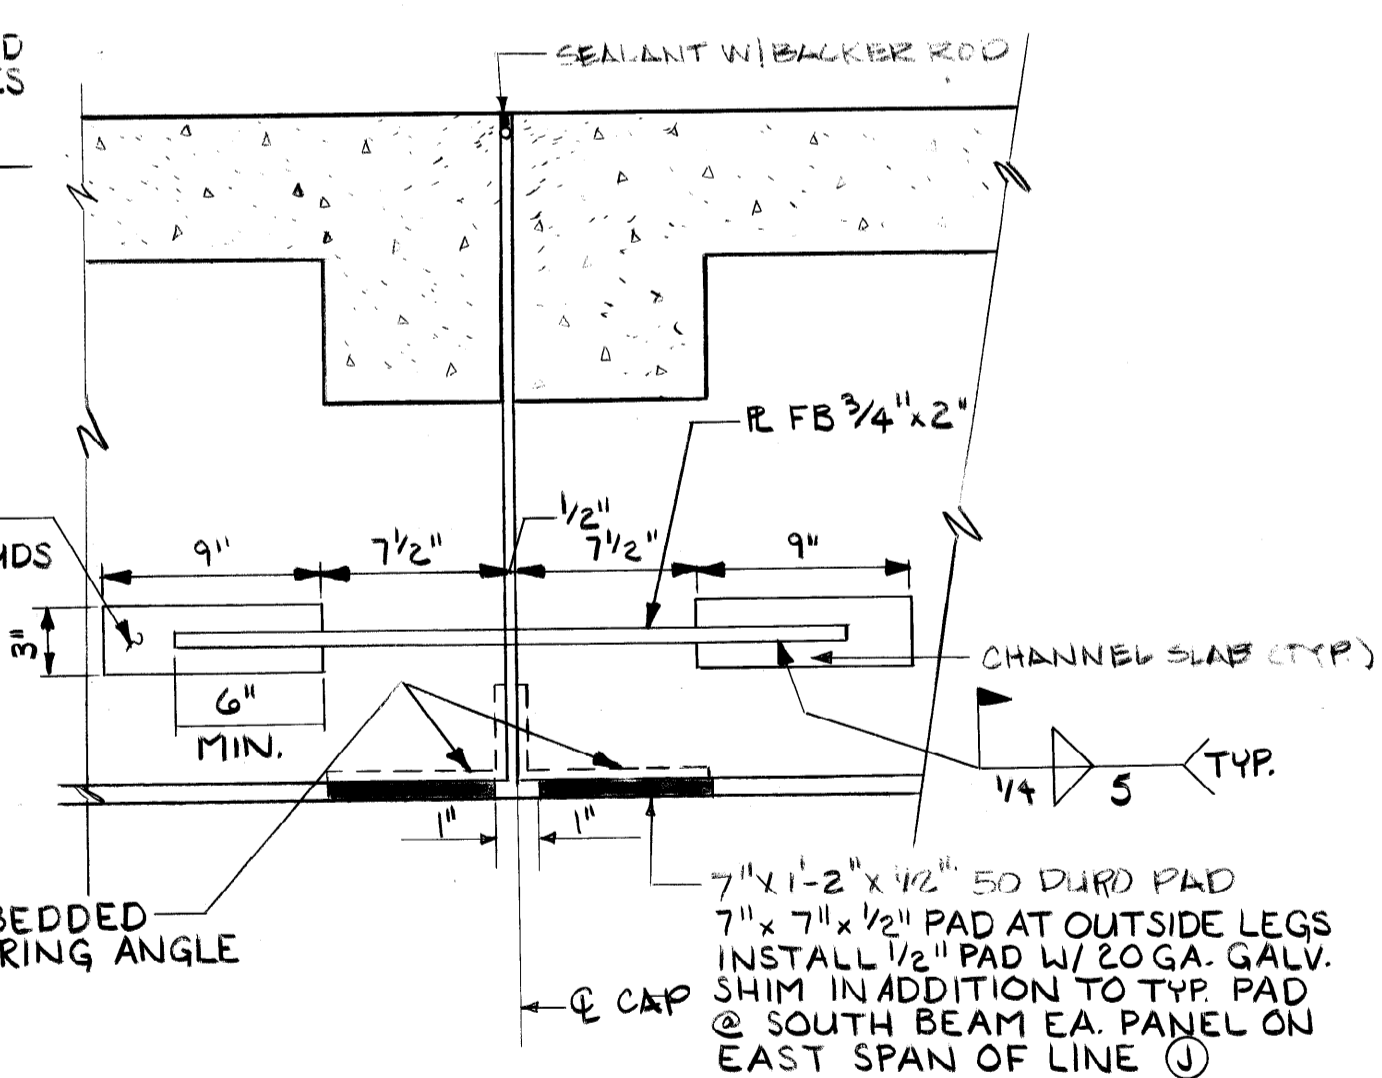 SEALANT W/BACKER ROD
PL FB 3/4" x 2"
1/2"
9"
7 1/2"
7 1/2"
9"
3"
6"
MIN.
CHANNEL SLAB (TYP.)
1/4
5
TYP.
1"
1"
RING ANGLE
7" x 1'-2" x 1/2" 50 DURO PAD
7" x 7" x 1/2" PAD AT OUTSIDE LEGS
INSTALL 1/2" PAD W/ 20 GA. GALV.
SHIM IN ADDITION TO TYP. PAD
@ SOUTH BEAM EA. PANEL ON
EAST SPAN OF LINE J
CL CAP